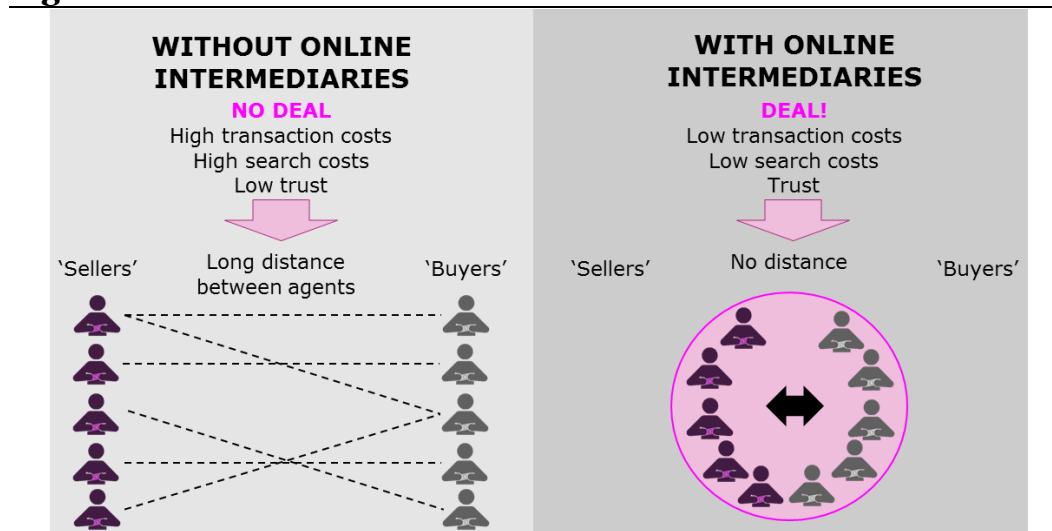 WITHOUT ONLINE
INTERMEDIARIES
NO DEAL
High transaction costs
High search costs
Low trust
‘Sellers’
Long distance
between agents
‘Buyers’
WITH ONLINE
INTERMEDIARIES
DEAL!
Low transaction costs
Low search costs
Trust
‘Sellers’
No distance
‘Buyers’